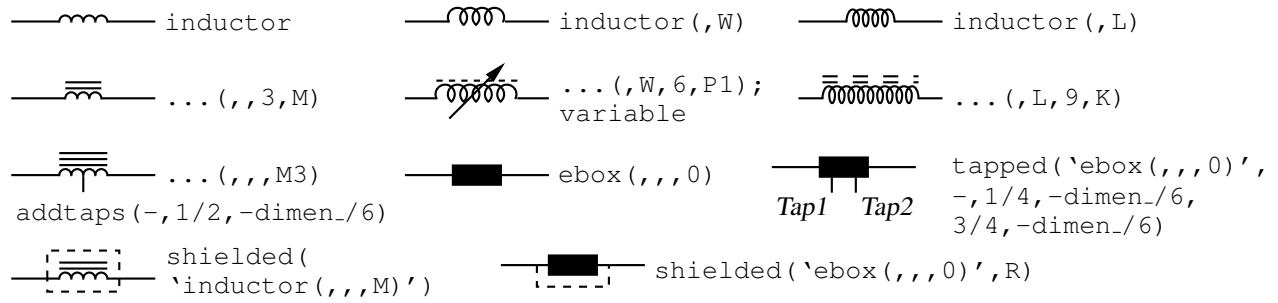 inductor
inductor(,W)
inductor(,L)
...(,,3,M)
...(,W,6,P1);
variable
...(,L,9,K)
...(,,,M3)
addtaps(-,1/2,-dimen_/6)
ebox(,,,0)
Tap1 Tap2
tapped(‘ebox(,,,0)’,
-,1/4,-dimen_/6,
3/4,-dimen_/6)
shielded(
‘inductor(,,,M)’)
shielded(‘ebox(,,,0)’,R)